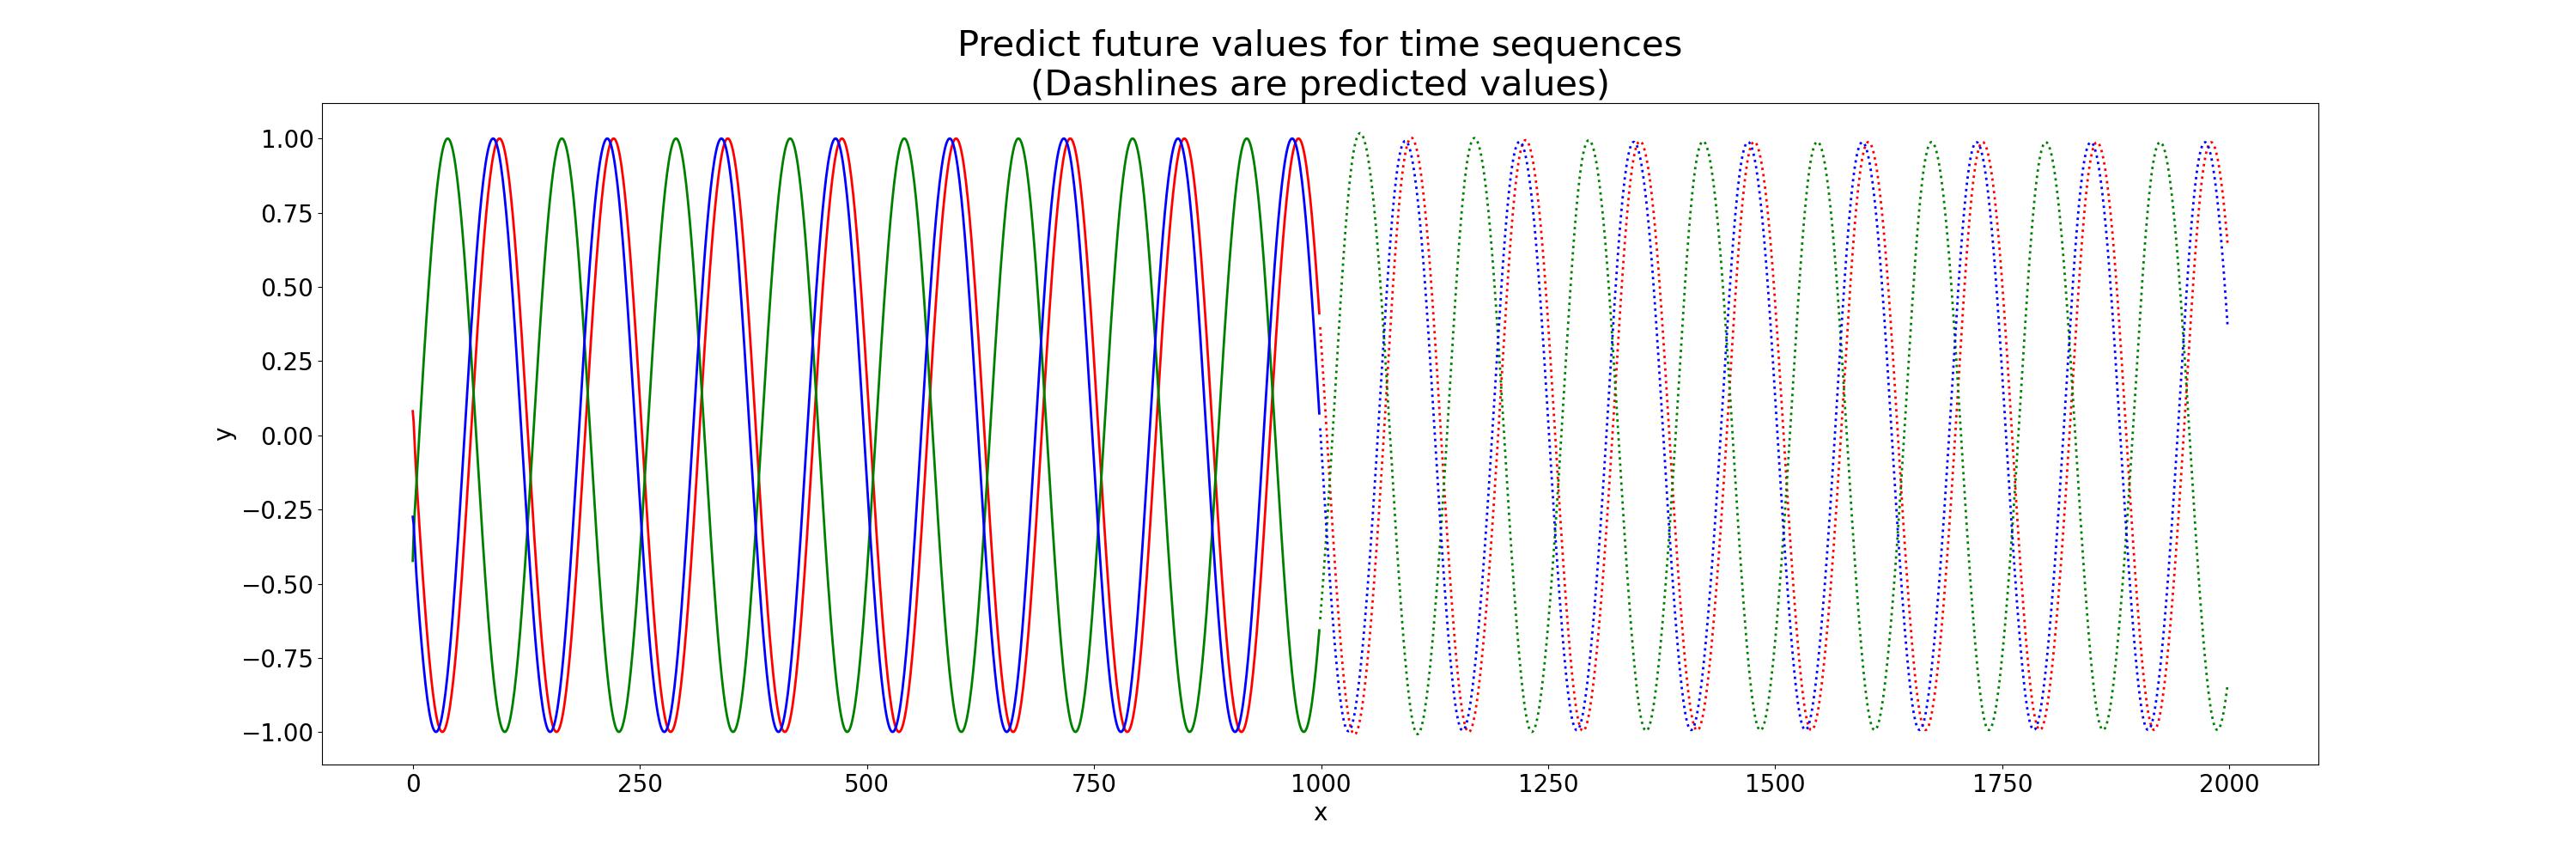 Predict future values for time sequences
(Dashlines are predicted values)
1.00
0.75
0.50
0.25
0.00
−0.25
−0.50
−0.75
−1.00
y
0 250 500 750 1000 1250 1500 1750 2000
x